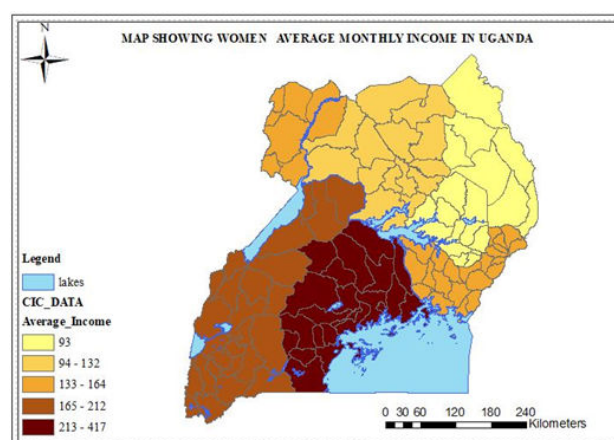 N
MAP SHOWING WOMEN AVERAGE MONTHLY INCOME IN UGANDA
Legend
lakes
CIC_DATA
Average_Income
93
94 - 132
133 - 164
165 - 212
213 - 417
0 30 60 120 180 240
Kilometers